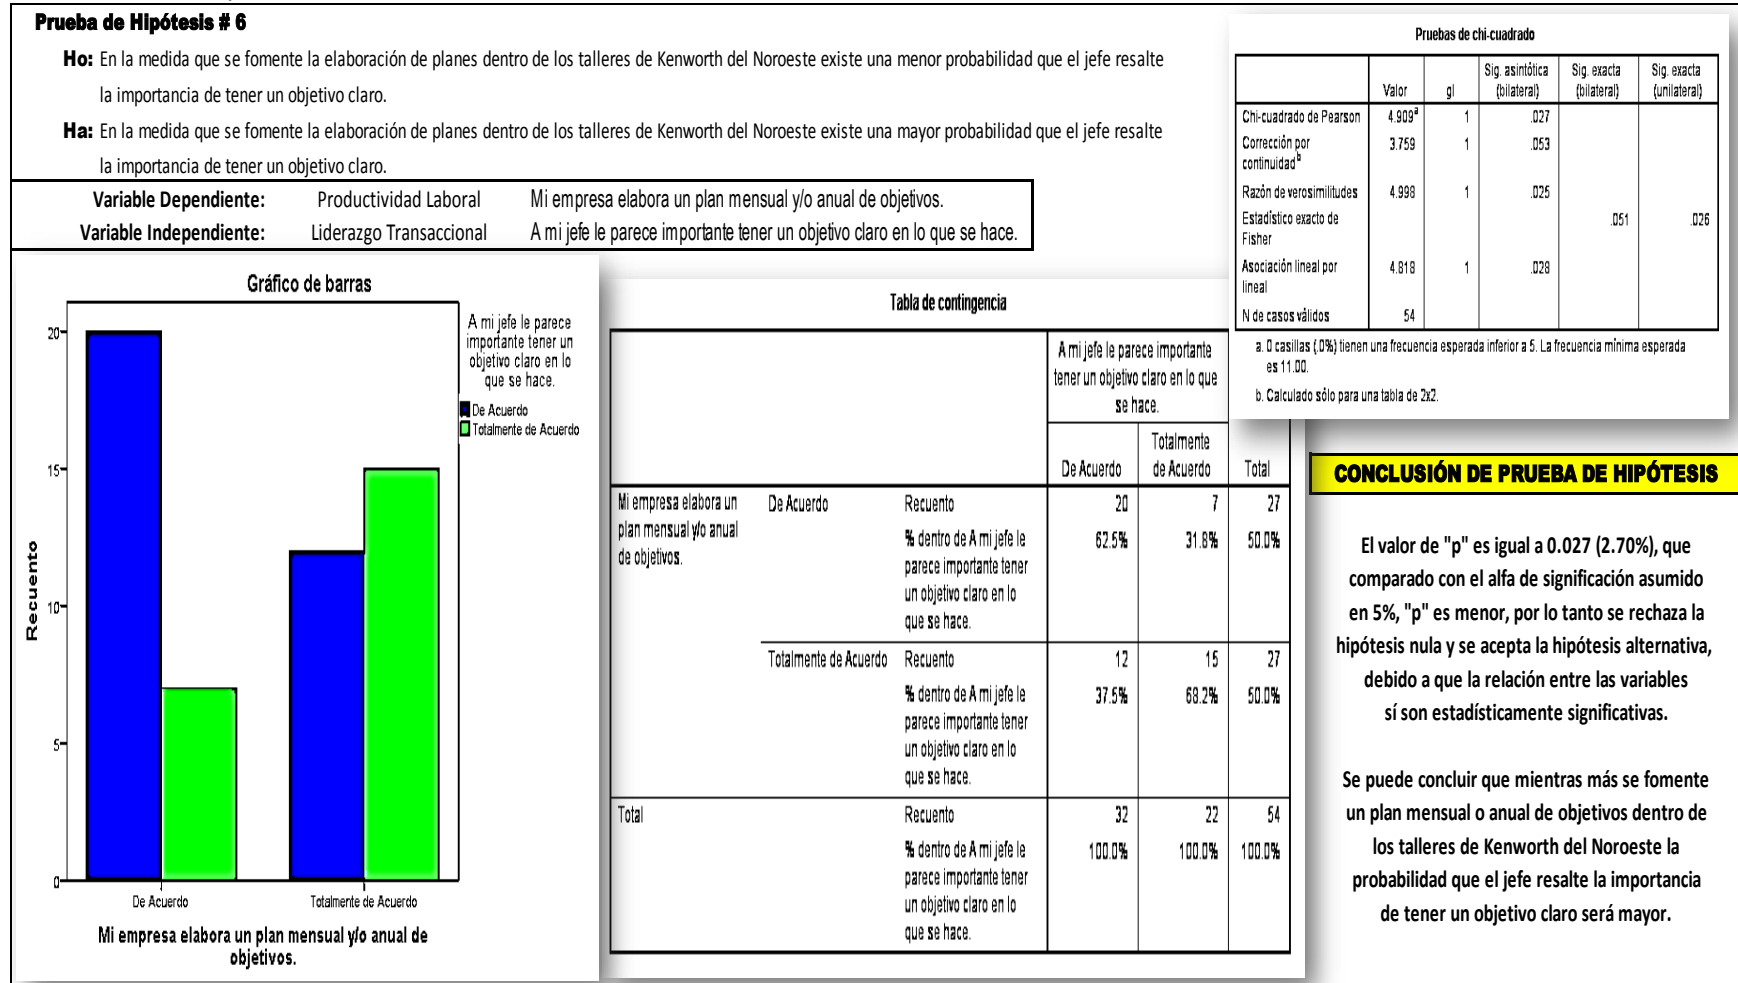 Prueba de Hipótesis # 6
Ho: En la medida que se fomente la elaboración de planes dentro de los talleres de Kenworth del Noroeste existe una menor probabilidad que el jefe resalte
la importancia de tener un objetivo claro.
Ha: En la medida que se fomente la elaboración de planes dentro de los talleres de Kenworth del Noroeste existe una mayor probabilidad que el jefe resalte
la importancia de tener un objetivo claro.
Variable Dependiente: Productividad Laboral Mi empresa elabora un plan mensual y/o anual de objetivos.
Variable Independiente: Liderazgo Transaccional A mi jefe le parece importante tener un objetivo claro en lo que se hace.
Pruebas de chi-cuadrado
Valor gl Sig. asintótica (bilateral) Sig. exacta (bilateral) Sig. exacta (unilateral)
Chi-cuadrado de Pearson 4.909a 1 .027
Corrección por continuidadb 3.759 1 .053
Razón de verosimilitudes 4.998 1 .025
Estadístico exacto de Fisher .051 .026
Asociación lineal por lineal 4.818 1 .028
N de casos válidos 54
a. 0 casillas (.0%) tienen una frecuencia esperada inferior a 5. La frecuencia mínima esperada
es 11.00.
b. Calculado sólo para una tabla de 2x2.
Gráfico de barras
A mi jefe le parece
importante tener un
objetivo claro en lo
que se hace.
De Acuerdo
Totalmente de Acuerdo
Recuento
20
15
10
5
0
De Acuerdo Totalmente de Acuerdo
Mi empresa elabora un plan mensual y/o anual de
objetivos.
Tabla de contingencia
A mi jefe le parece importante
tener un objetivo claro en lo que
se hace.
De Acuerdo Totalmente de Acuerdo Total
Mi empresa elabora un De Acuerdo Recuento 20 7 27
plan mensual y/o anual % dentro de A mi jefe le 62.5% 31.8% 50.0%
de objetivos. parece importante tener
un objetivo claro en lo
que se hace.
Totalmente de Acuerdo Recuento 12 15 27
% dentro de A mi jefe le 37.5% 68.2% 50.0%
parece importante tener
un objetivo claro en lo
que se hace.
Total Recuento 32 22 54
% dentro de A mi jefe le 100.0% 100.0% 100.0%
parece importante tener
un objetivo claro en lo
que se hace.
CONCLUSIÓN DE PRUEBA DE HIPÓTESIS
El valor de "p" es igual a 0.027 (2.70%), que
comparado con el alfa de significación asumido
en 5%, "p" es menor, por lo tanto se rechaza la
hipótesis nula y se acepta la hipótesis alternativa,
debido a que la relación entre las variables
sí son estadísticamente significativas.
Se puede concluir que mientras más se fomente
un plan mensual o anual de objetivos dentro de
los talleres de Kenworth del Noroeste la
probabilidad que el jefe resalte la importancia
de tener un objetivo claro será mayor.